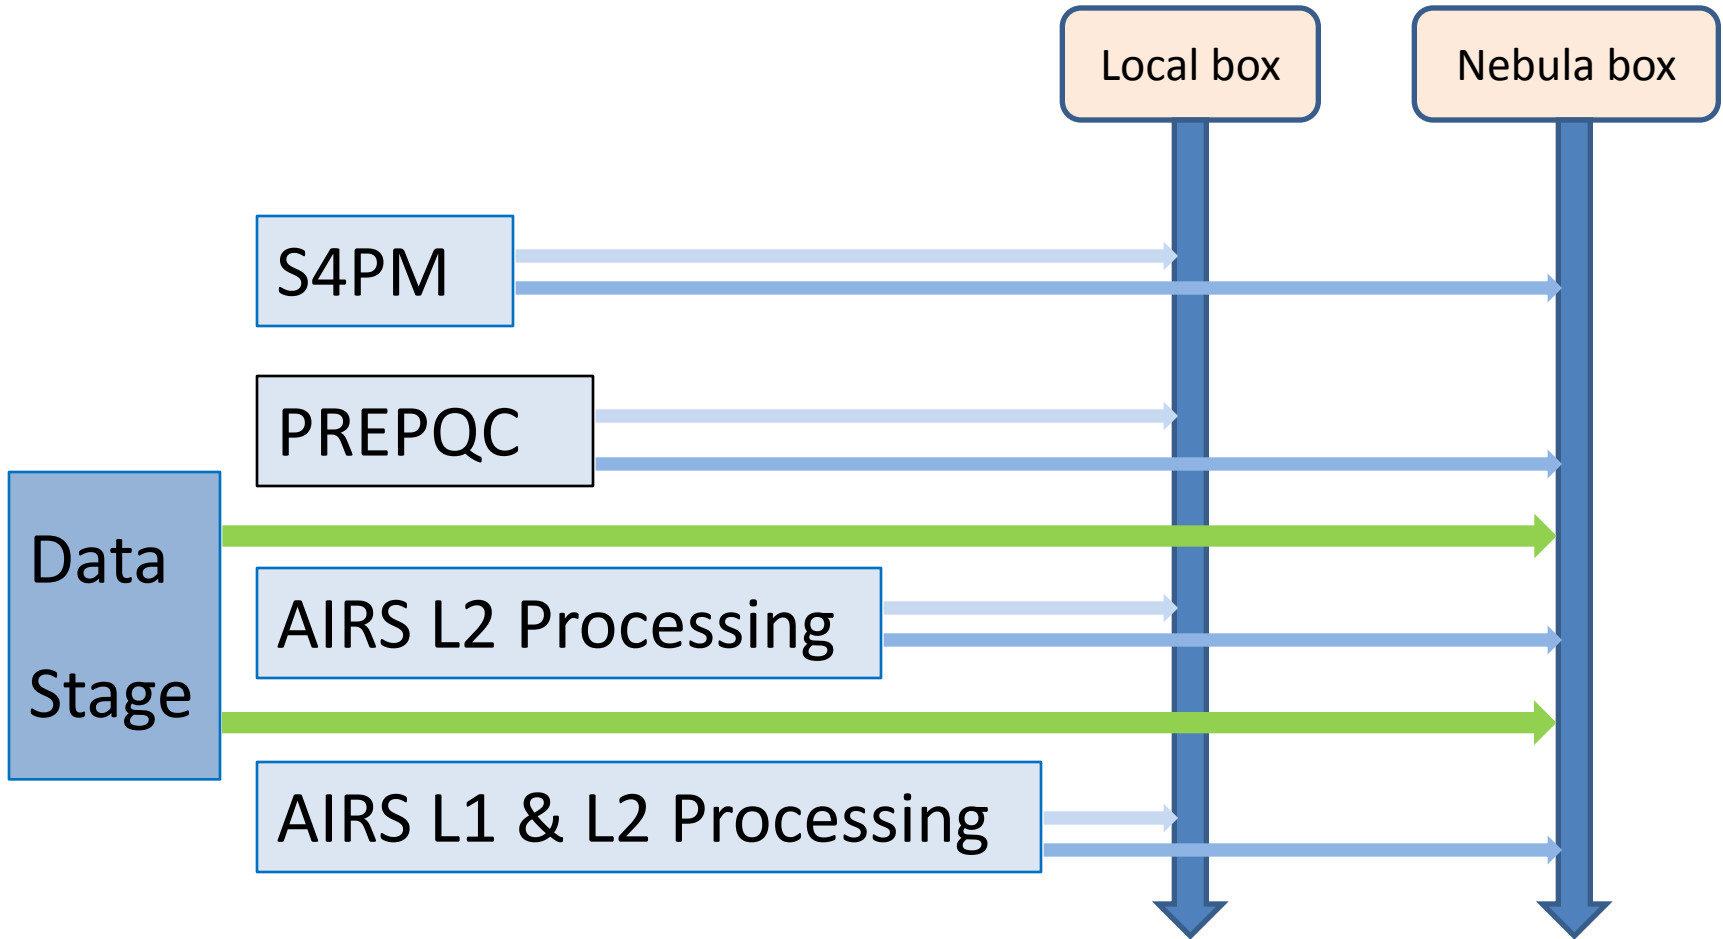 Local box
Nebula box
S4PM
PREPQC
Data
Stage
AIRS L2 Processing
AIRS L1 & L2 Processing